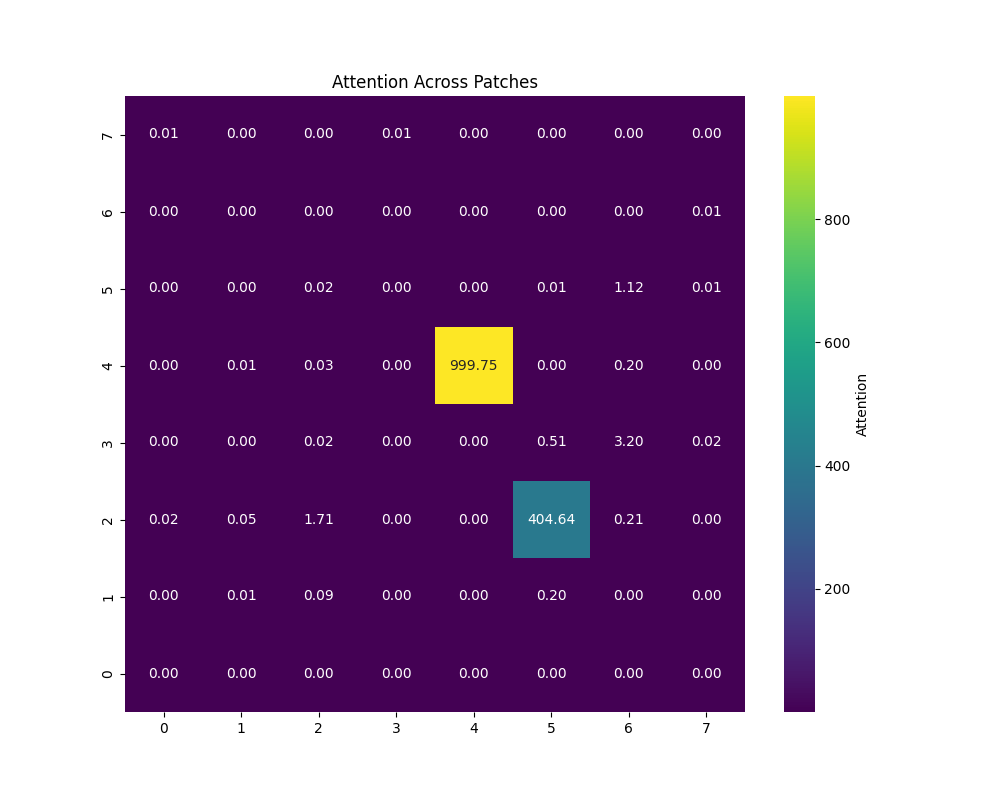 Attention Across Patches
7 0.01 0.00 0.00 0.01 0.00 0.00 0.00 0.00
6 0.00 0.00 0.00 0.00 0.00 0.00 0.00 0.01
800
5 0.00 0.00 0.02 0.00 0.00 0.01 1.12 0.01
600
4 0.00 0.01 0.03 0.00 999.75 0.00 0.20 0.00
Attention
3 0.00 0.00 0.02 0.00 0.00 0.51 3.20 0.02
400
2 0.02 0.05 1.71 0.00 0.00 404.64 0.21 0.00
200
1 0.00 0.01 0.09 0.00 0.00 0.20 0.00 0.00
0 0.00 0.00 0.00 0.00 0.00 0.00 0.00 0.00
0 1 2 3 4 5 6 7